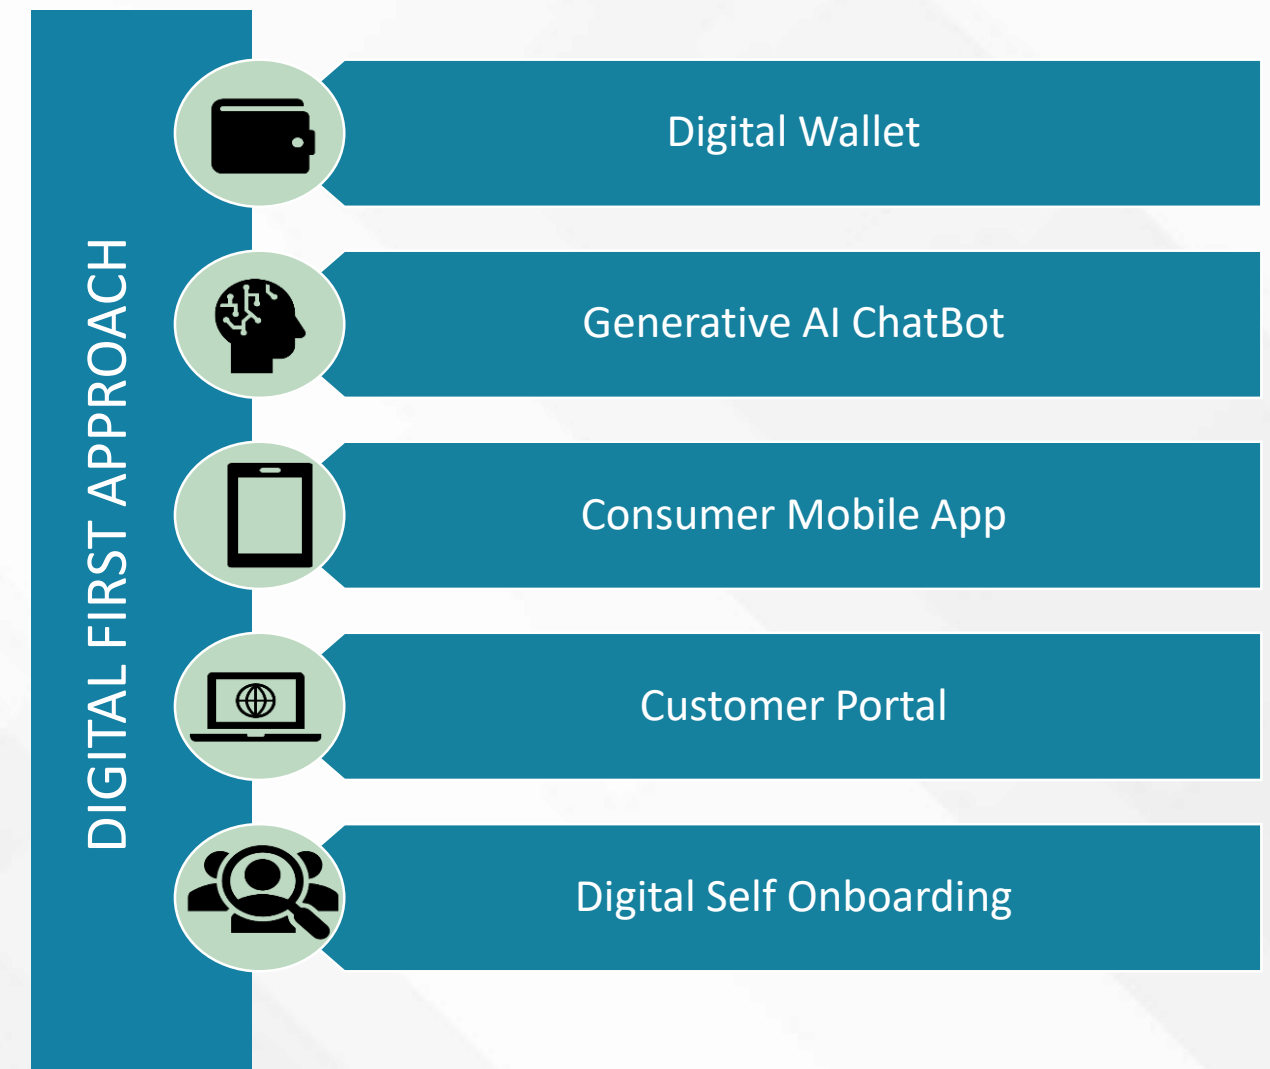 DIGITAL FIRST APPROACH
Digital Wallet
Generative AI ChatBot
Consumer Mobile App
Customer Portal
Digital Self Onboarding